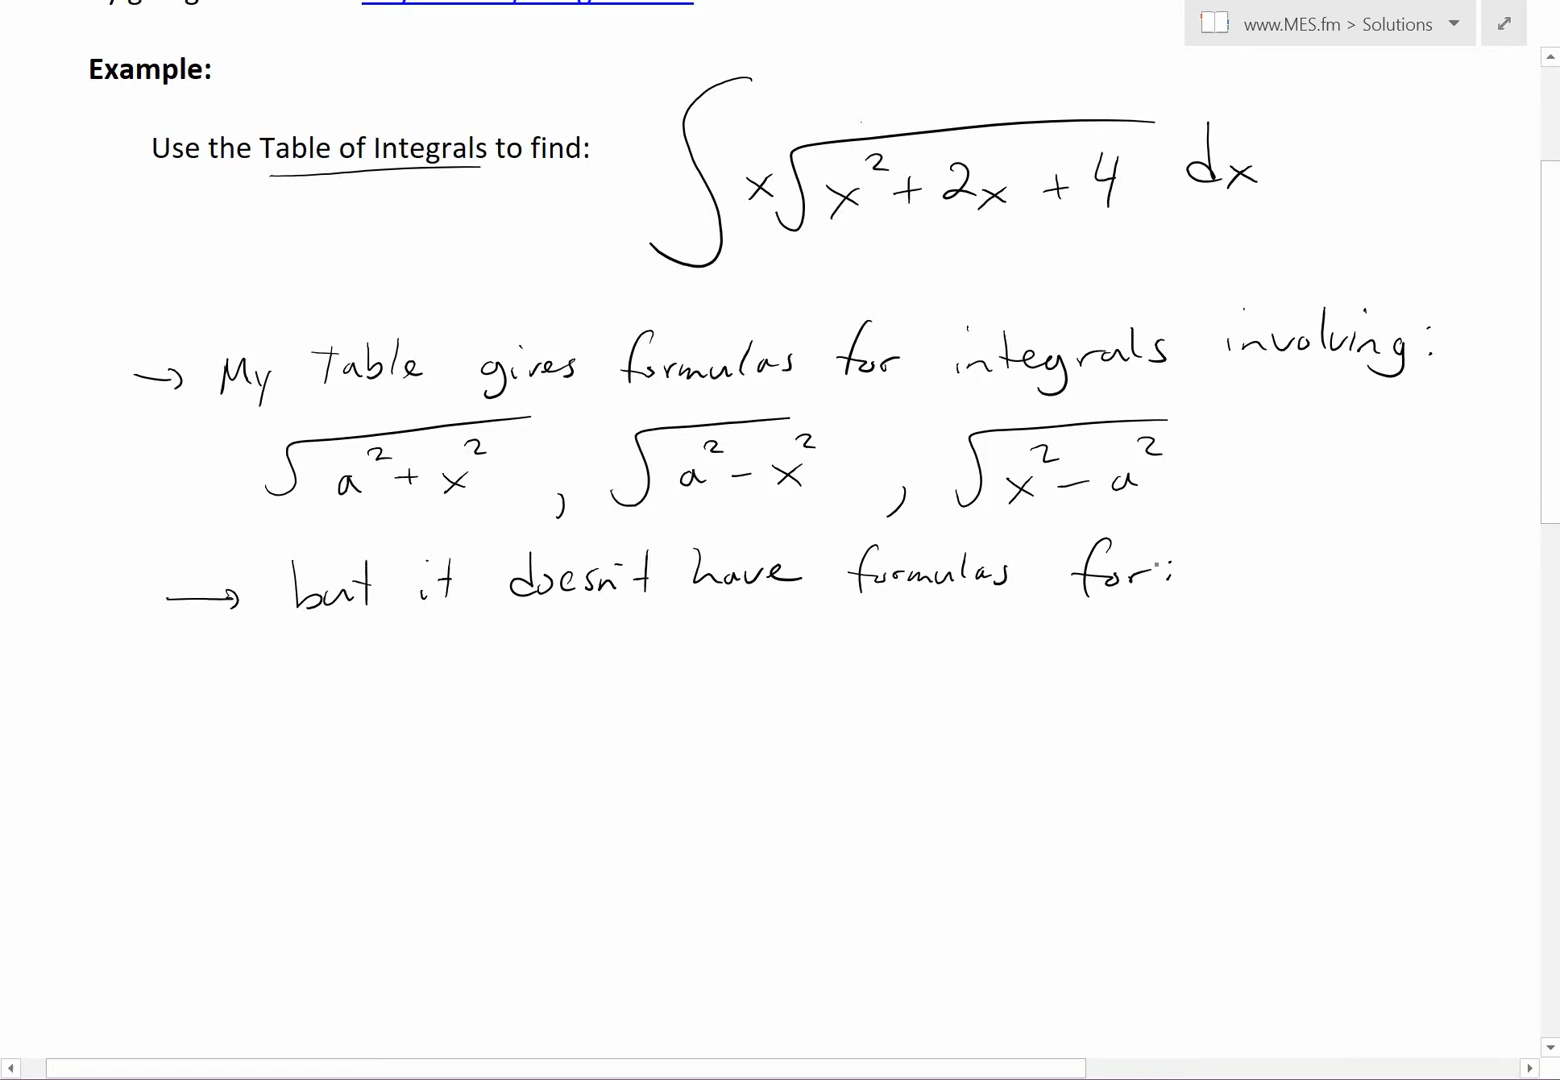 www.MES.fm > Solutions
Example:
Use the Table of Integrals to find: ∫ x√(x² + 2x + 4) dx
→ My Table gives formulas for integrals involving:
√(a² + x²) , √(a² - x²) , √(x² - a²)
→ but it doesn't have formulas for: